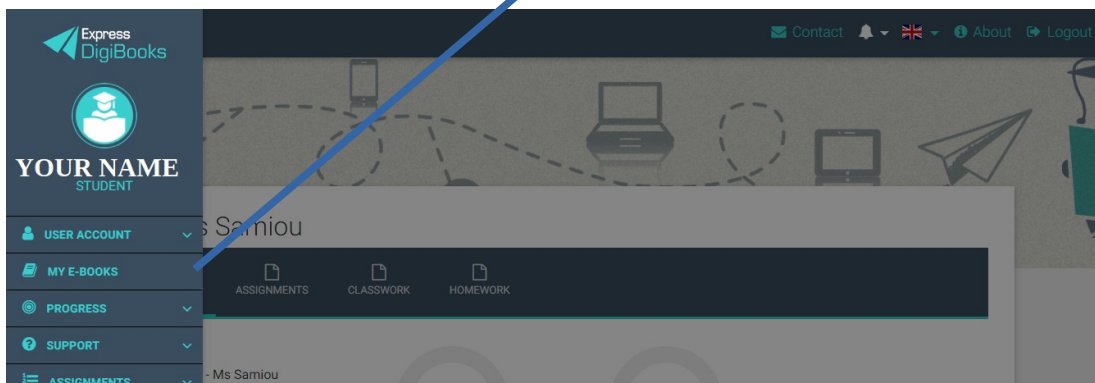 Express
DigiBooks
Contact
About
Logout
YOUR NAME
STUDENT
s Samiou
USER ACCOUNT
MY E-BOOKS
ASSIGNMENTS CLASSWORK HOMEWORK
PROGRESS
SUPPORT
- Ms Samiou
ASSIGNMENTS